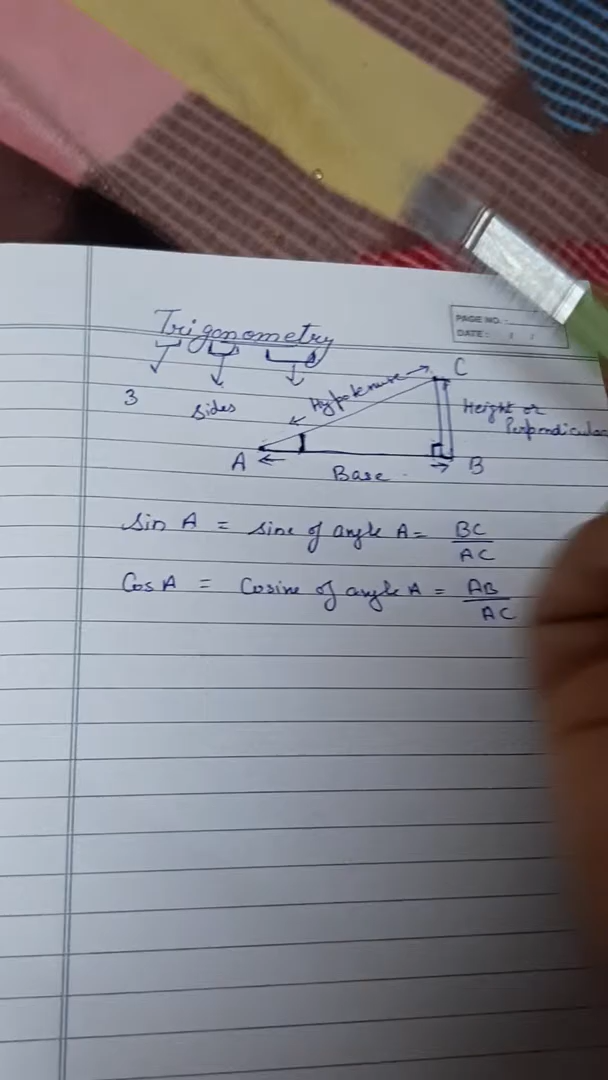 Trigonometry
PAGE NO.:
DATE: / /
3 sides
Hypotenuse
C
Height or
Perpendicular
A
Base
B
Sin A = sine of angle A = BC/AC
Cos A = Cosine of angle A = AB/AC